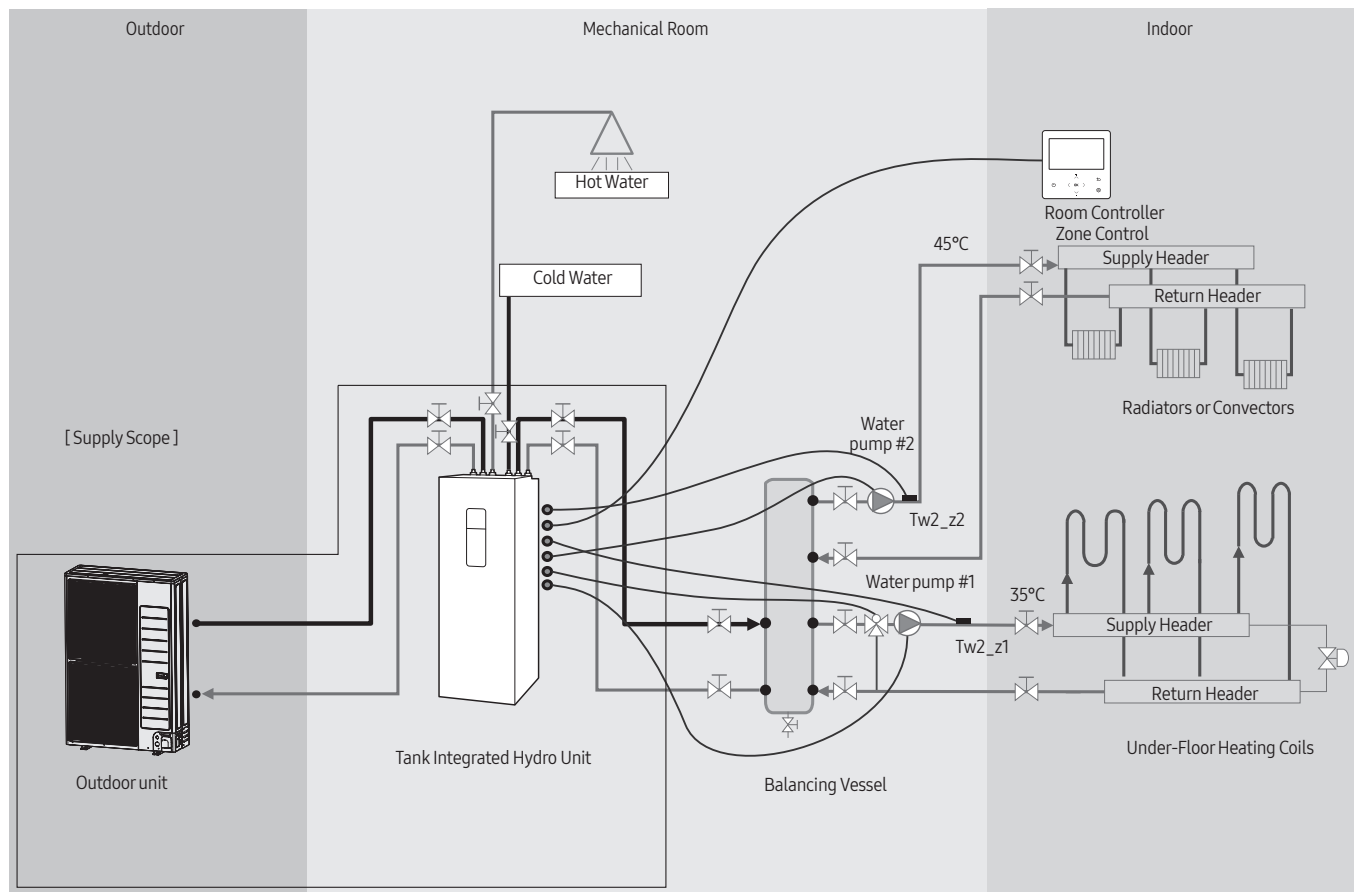 Outdoor
Mechanical Room
Indoor
Hot Water
Room Controller
Zone Control
45°C
Supply Header
Cold Water
Return Header
Radiators or Convectors
[ Supply Scope ]
Water
pump #2
Tw2_z2
Water pump #1
35°C
Supply Header
Tw2_z1
Return Header
Under-Floor Heating Coils
Tank Integrated Hydro Unit
Outdoor unit
Balancing Vessel